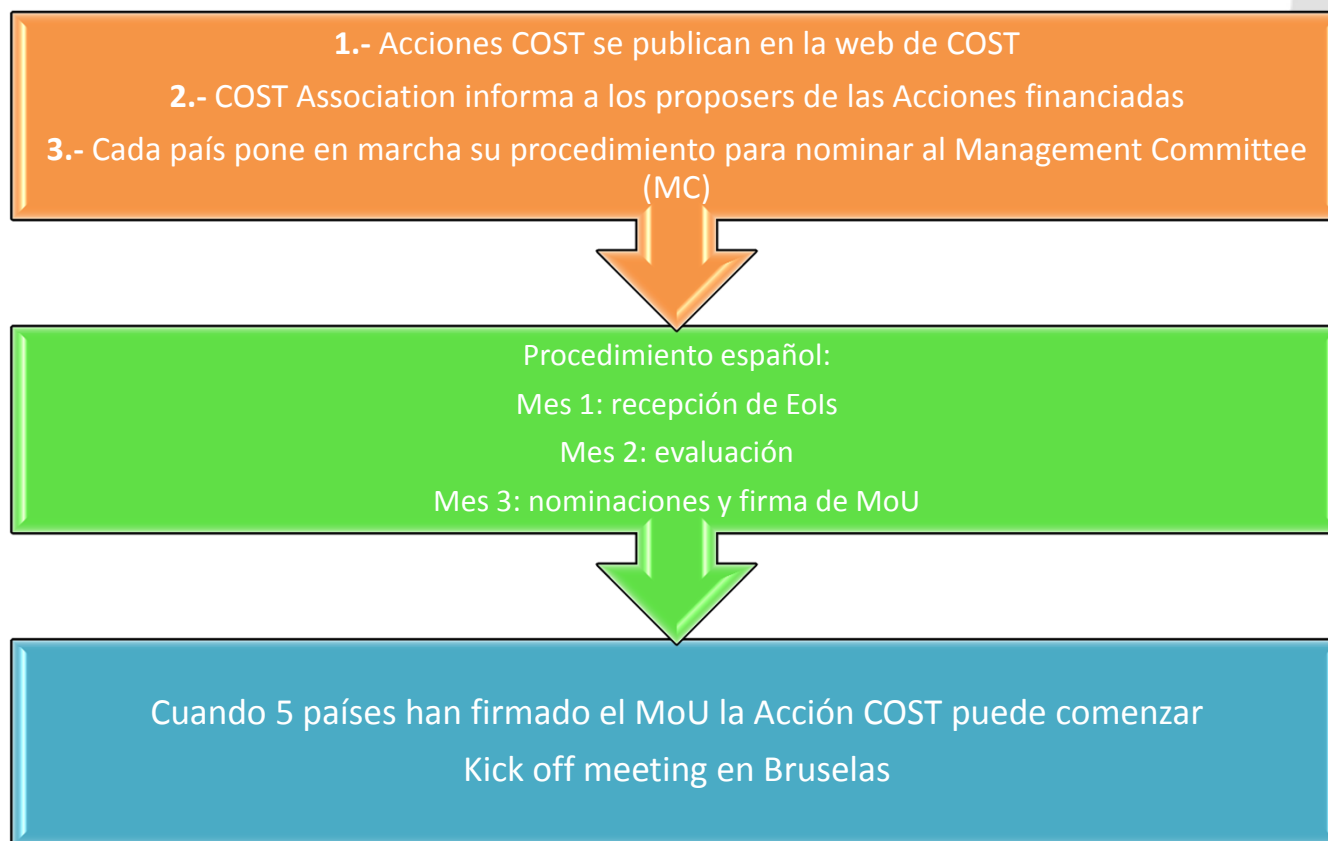 1.- Acciones COST se publican en la web de COST
2.- COST Association informa a los proposers de las Acciones financiadas
3.- Cada país pone en marcha su procedimiento para nominar al Management Committee
(MC)
Procedimiento español:
Mes 1: recepción de EoIs
Mes 2: evaluación
Mes 3: nominaciones y firma de MoU
Cuando 5 países han firmado el MoU la Acción COST puede comenzar
Kick off meeting en Bruselas